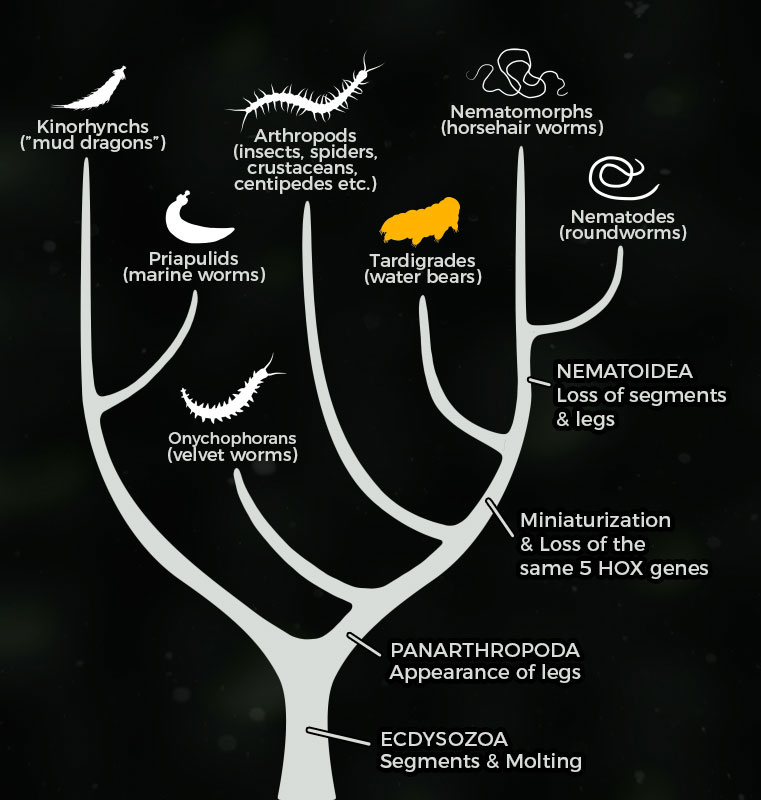 Kinorhynchs
("mud dragons")
Arthropods
(insects, spiders,
crustaceans,
centipedes etc.)
Nematomorphs
(horsehair worms)
Nematodes
(roundworms)
Priapulids
(marine worms)
Tardigrades
(water bears)
Onychophorans
(velvet worms)
NEMATOIDEA
Loss of segments
& legs
Miniaturization
& Loss of the
same 5 HOX genes
PANARTHROPODA
Appearance of legs
ECDYSOZOA
Segments & Molting